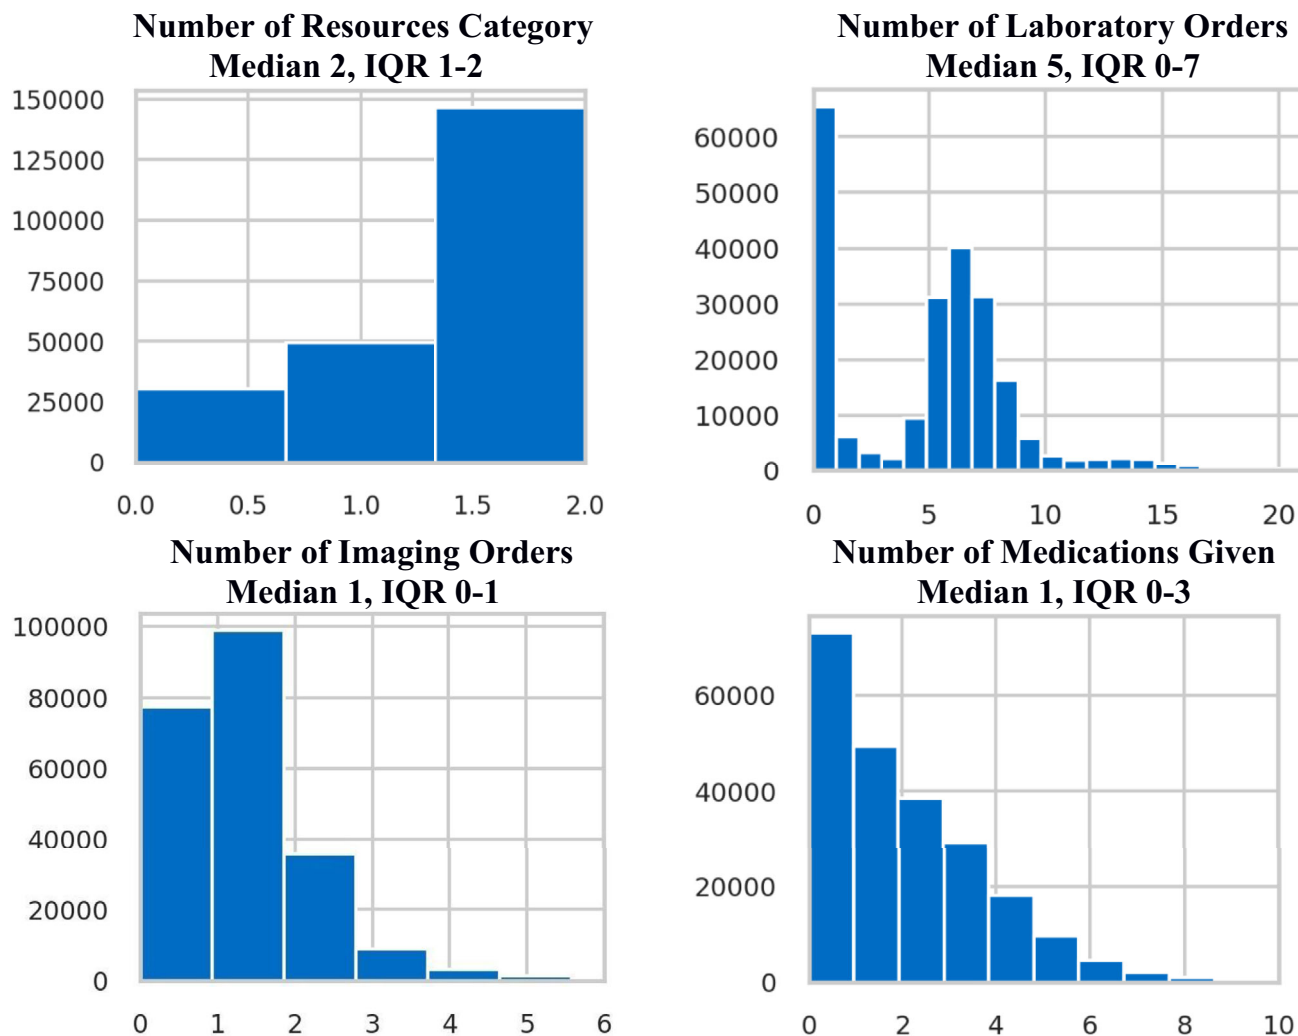 Number of Resources Category
Median 2, IQR 1-2
150000
125000
100000
75000
50000
25000
0
0.0 0.5 1.0 1.5 2.0
Number of Laboratory Orders
Median 5, IQR 0-7
60000
50000
40000
30000
20000
10000
0
0 5 10 15 20
Number of Imaging Orders
Median 1, IQR 0-1
100000
80000
60000
40000
20000
0
0 1 2 3 4 5 6
Number of Medications Given
Median 1, IQR 0-3
60000
40000
20000
0
0 2 4 6 8 10